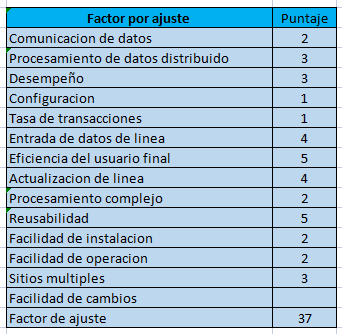 Factor por ajuste Puntaje
Comunicacion de datos 2
Procesamiento de datos distribuido 3
Desempeño 3
Configuracion 1
Tasa de transacciones 1
Entrada de datos de linea 4
Eficiencia del usuario final 5
Actualizacion de linea 4
Procesamiento complejo 2
Reusabilidad 5
Facilidad de instalacion 2
Facilidad de operacion 2
Sitios multiples 3
Facilidad de cambios
Factor de ajuste 37